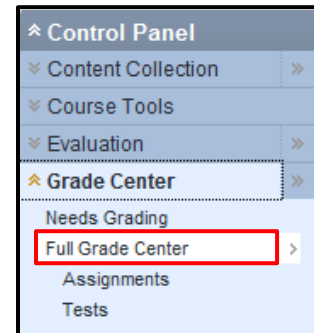 Control Panel
Content Collection
Course Tools
Evaluation
Grade Center
Needs Grading
Full Grade Center
Assignments
Tests